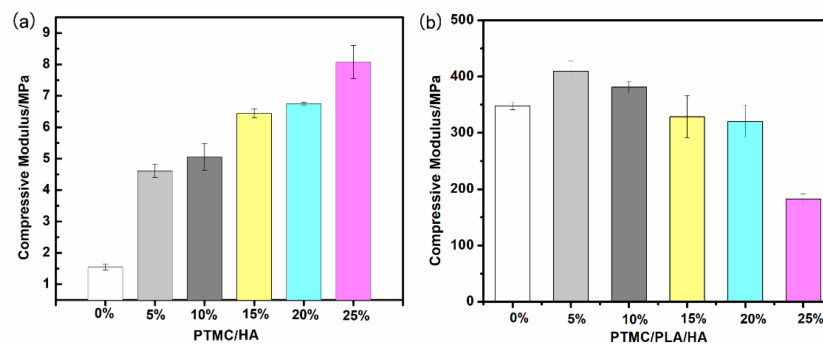 (a)
Compressive Modulus/MPa
9
8
7
6
5
4
3
2
1
0% 5% 10% 15% 20% 25%
PTMC/HA
(b)
Compressive Modulus/MPa
500
400
300
200
100
0
0% 5% 10% 15% 20% 25%
PTMC/PLA/HA